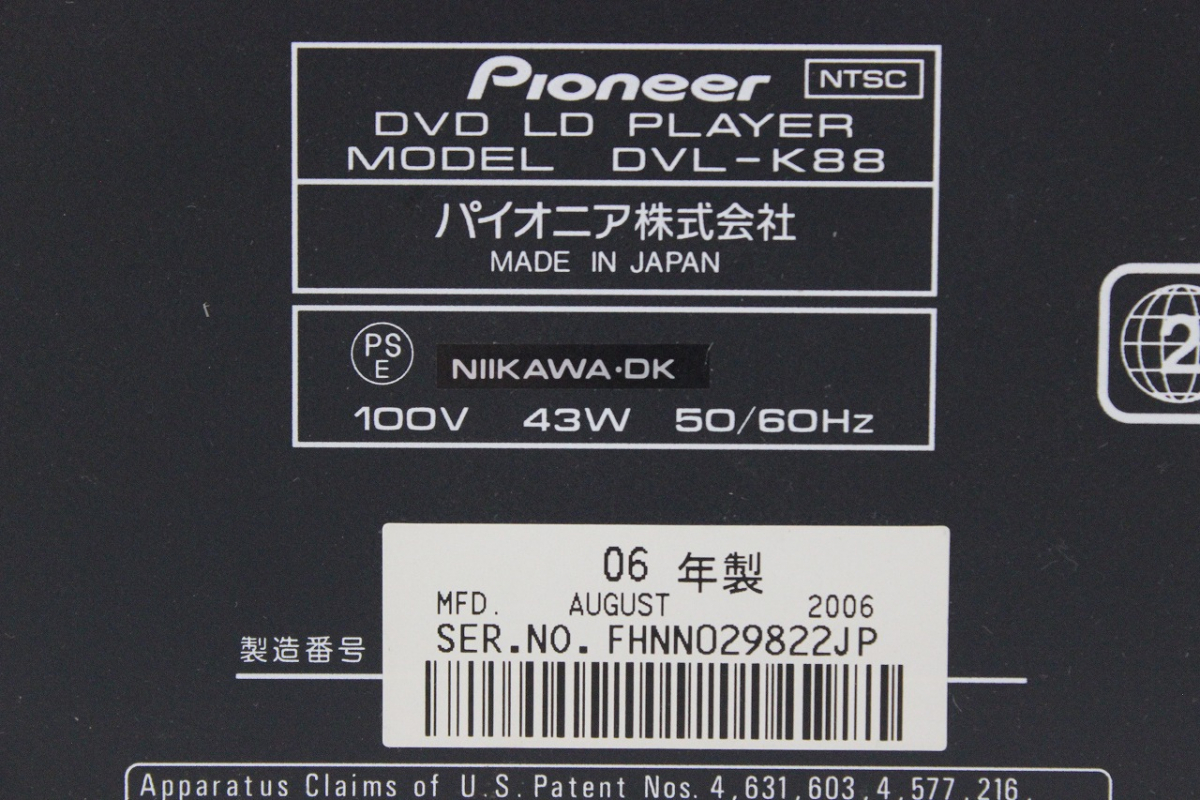 Pioneer NTSC
DVD LD PLAYER
MODEL DVL-K88
パイオニア株式会社
MADE IN JAPAN
PS
E
NIIKAWA・DK
100V 43W 50/60Hz
2
06 年製
MFD. AUGUST 2006
製造番号 SER.NO. FHNN029822JP
Apparatus Claims of U.S. Patent Nos. 4,631,603, 4,577,216,